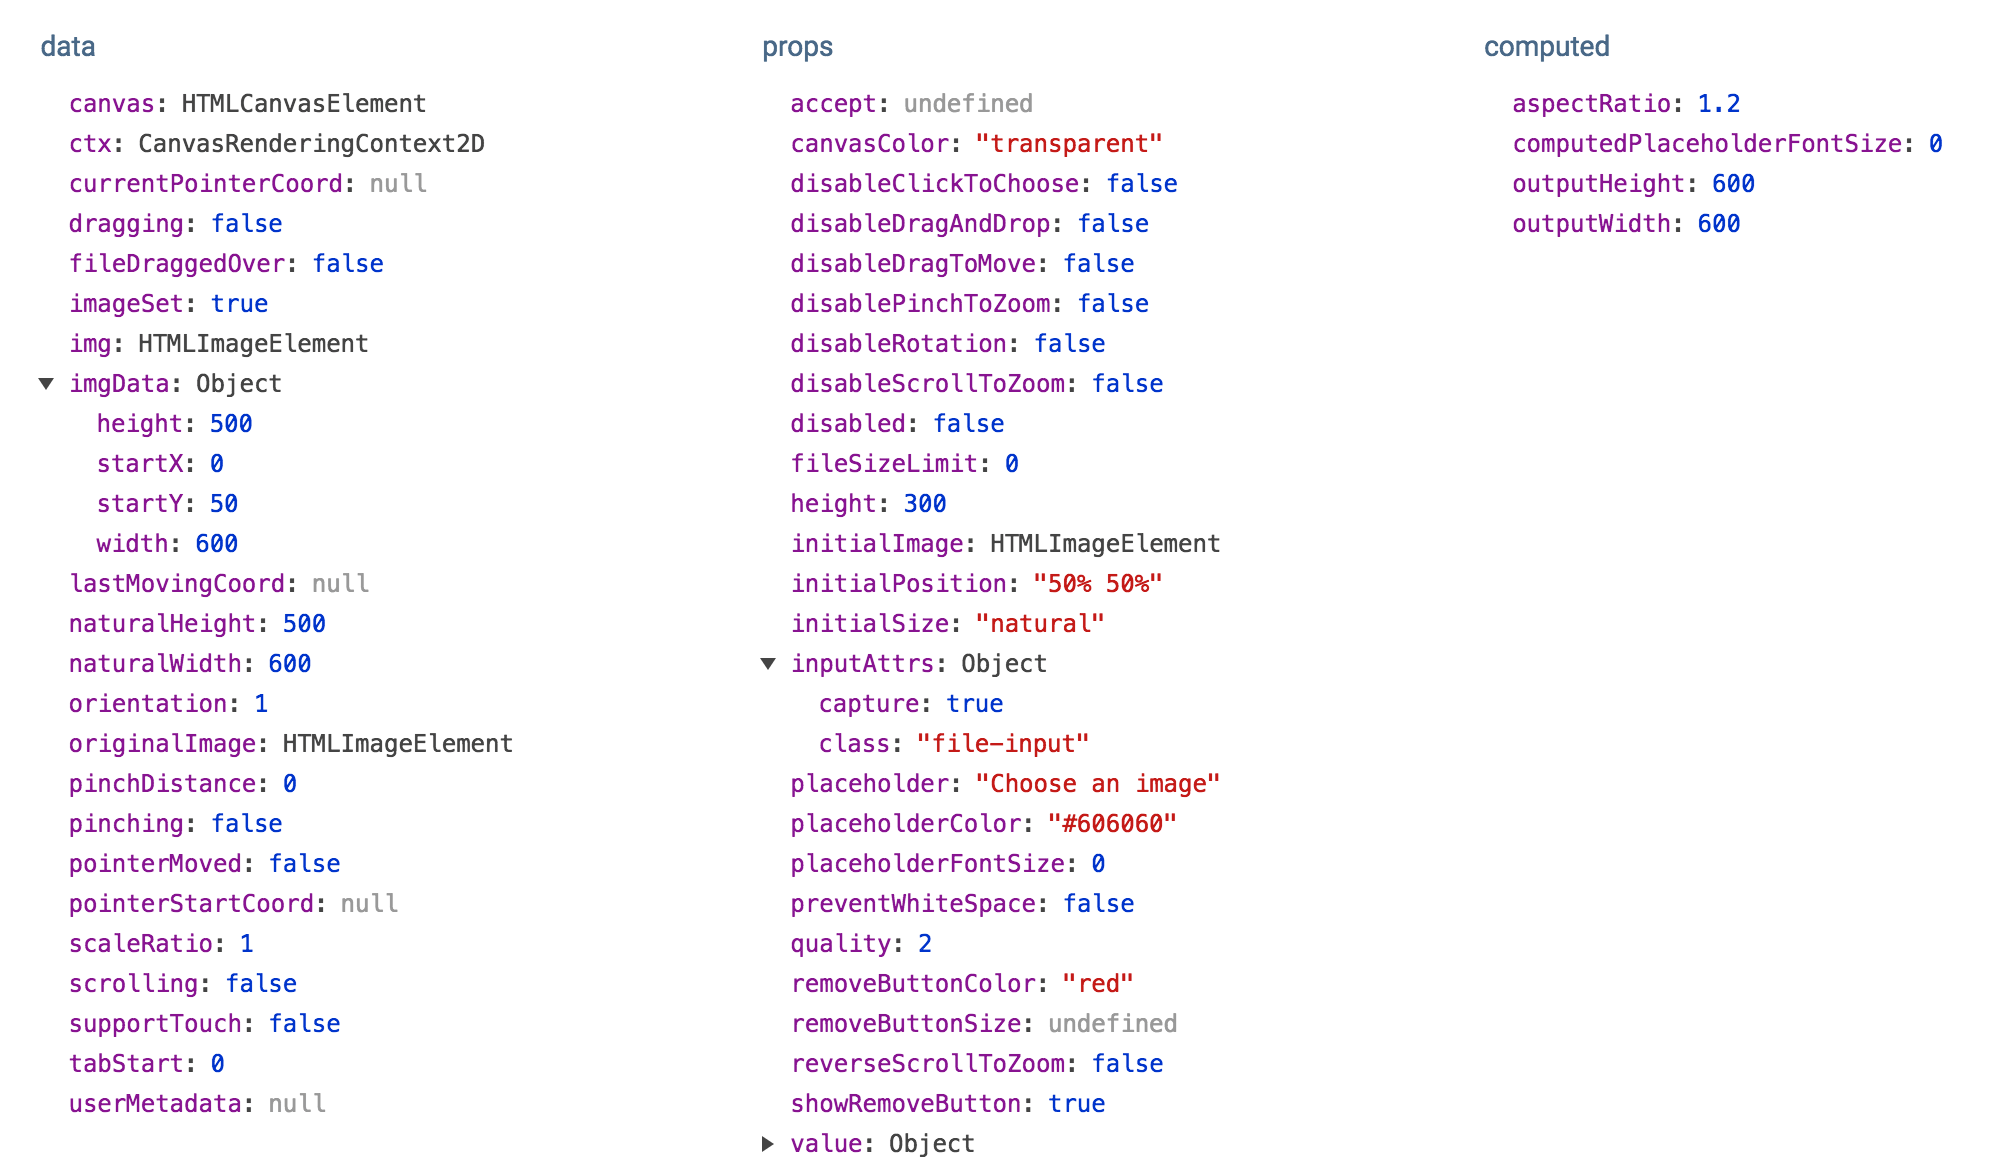 data
canvas: HTMLCanvasElement
ctx: CanvasRenderingContext2D
currentPointerCoord: null
dragging: false
fileDraggedOver: false
imageSet: true
img: HTMLImageElement
imgData: Object
height: 500
startX: 0
startY: 50
width: 600
lastMovingCoord: null
naturalHeight: 500
naturalWidth: 600
orientation: 1
originalImage: HTMLImageElement
pinchDistance: 0
pinching: false
pointerMoved: false
pointerStartCoord: null
scaleRatio: 1
scrolling: false
supportTouch: false
tabStart: 0
userMetadata: null
props
accept: undefined
canvasColor: "transparent"
disableClickToChoose: false
disableDragAndDrop: false
disableDragToMove: false
disablePinchToZoom: false
disableRotation: false
disableScrollToZoom: false
disabled: false
fileSizeLimit: 0
height: 300
initialImage: HTMLImageElement
initialPosition: "50% 50%"
initialSize: "natural"
inputAttrs: Object
capture: true
class: "file-input"
placeholder: "Choose an image"
placeholderColor: "#606060"
placeholderFontSize: 0
preventWhiteSpace: false
quality: 2
removeButtonColor: "red"
removeButtonSize: undefined
reverseScrollToZoom: false
showRemoveButton: true
value: Object
computed
aspectRatio: 1.2
computedPlaceholderFontSize: 0
outputHeight: 600
outputWidth: 600